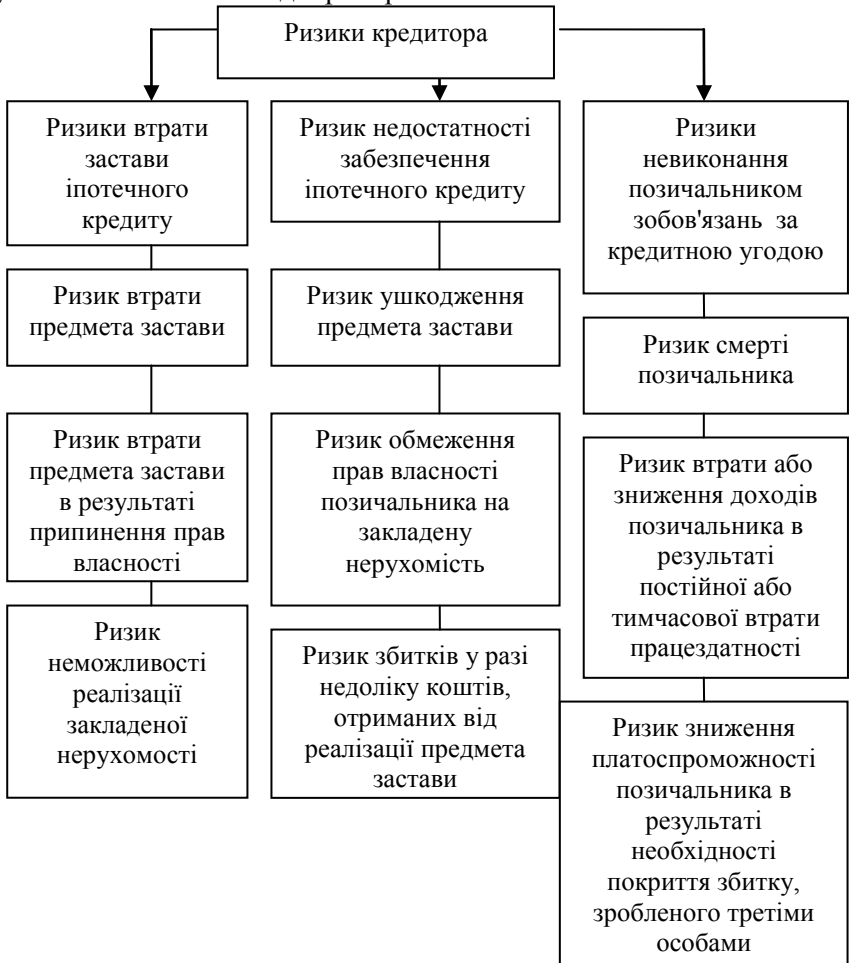 Ризики кредитора
Ризики втрати
застави
іпотечного
кредиту
Ризик втрати
предмета застави
Ризик втрати
предмета застави
в результаті
припинення прав
власності
Ризик
неможливості
реалізації
закладеної
нерухомості
Ризик недостатності
забезпечення
іпотечного кредиту
Ризик ушкодження
предмета застави
Ризик обмеження
прав власності
позичальника на
закладену
нерухомість
Ризик збитків у разі
недоліку коштів,
отриманих від
реалізації предмета
застави
Ризики
невиконання
позичальником
зобов'язань за
кредитною угодою
Ризик смерті
позичальника
Ризик втрати або
зниження доходів
позичальника в
результаті
постійної або
тимчасової втрати
працездатності
Ризик зниження
платоспроможності
позичальника в
результаті
необхідності
покриття збитку,
зробленого третіми
особами